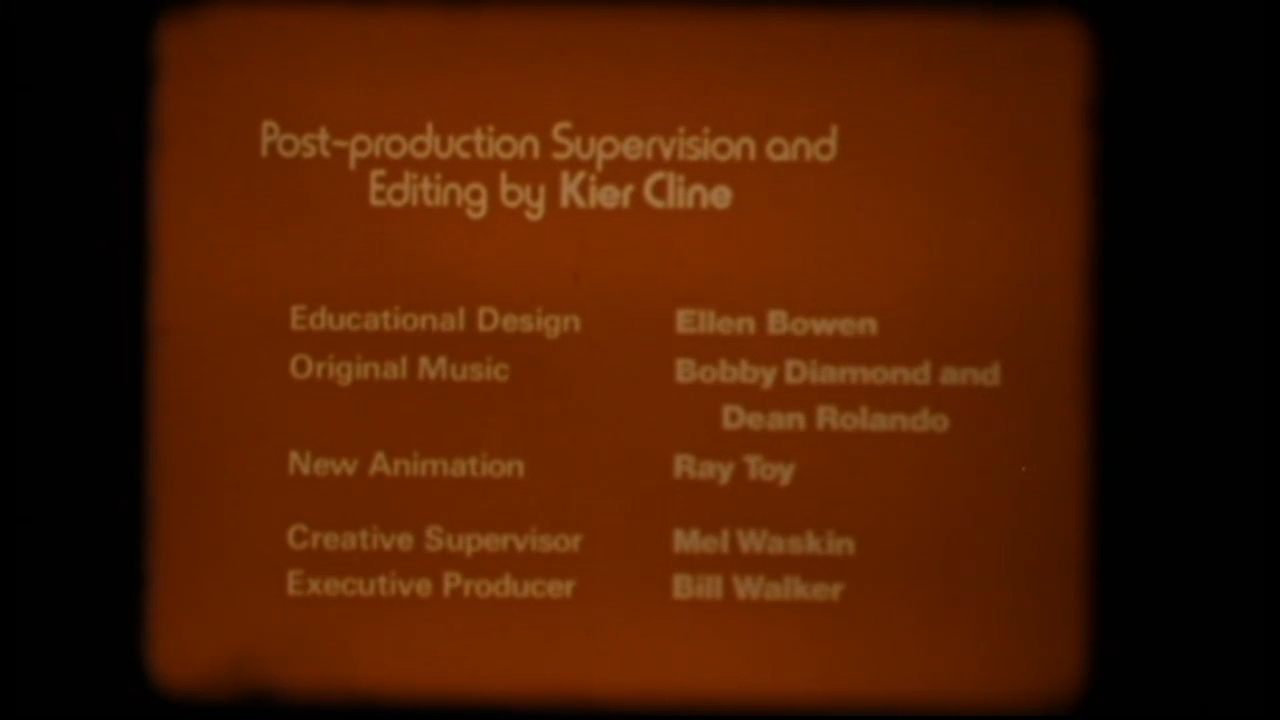 Post-production Supervision and
Editing by Kier Cline
Educational Design Ellen Bowen
Original Music Bobby Diamond and
Dean Rolando
New Animation Ray Toy
Creative Supervisor Mel Waskin
Executive Producer Bill Walker